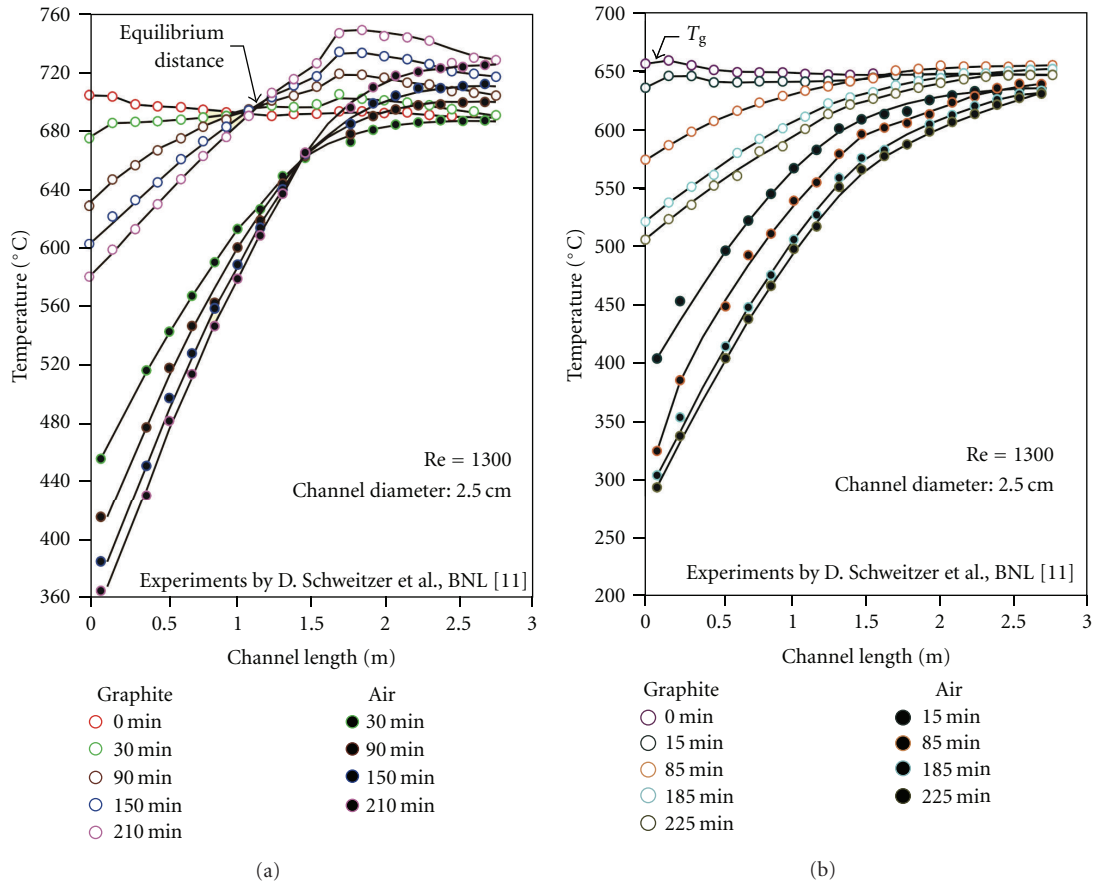 760
720
680
640
600
560
520
480
440
400
360
Temperature (°C)
Equilibrium
distance
Re = 1300
Channel diameter: 2.5 cm
Experiments by D. Schweitzer et al., BNL [11]
0 0.5 1 1.5 2 2.5 3
Channel length (m)
Graphite
0 min
30 min
90 min
150 min
210 min
Air
30 min
90 min
150 min
210 min
(a)
700
650
600
550
500
450
400
350
300
250
200
Temperature (°C)
Tg
Re = 1300
Channel diameter: 2.5 cm
Experiments by D. Schweitzer et al., BNL [11]
0 0.5 1 1.5 2 2.5 3
Channel length (m)
Graphite
0 min
15 min
85 min
185 min
225 min
Air
15 min
85 min
185 min
225 min
(b)